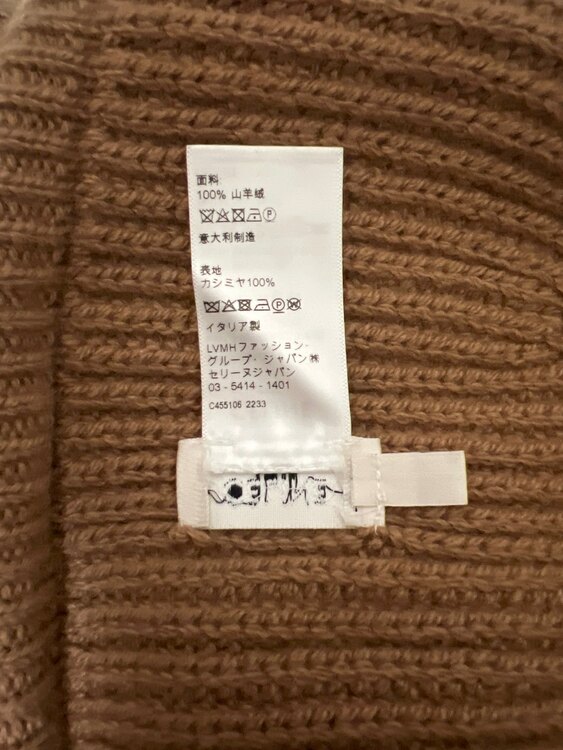 面料
100% 山羊绒
意大利制造
表地
カシミヤ100%
イタリア製
LVMHファッション・
グループ・ジャパン㈱
セリーヌジャパン
03 - 5414 - 1401
C455106 2233